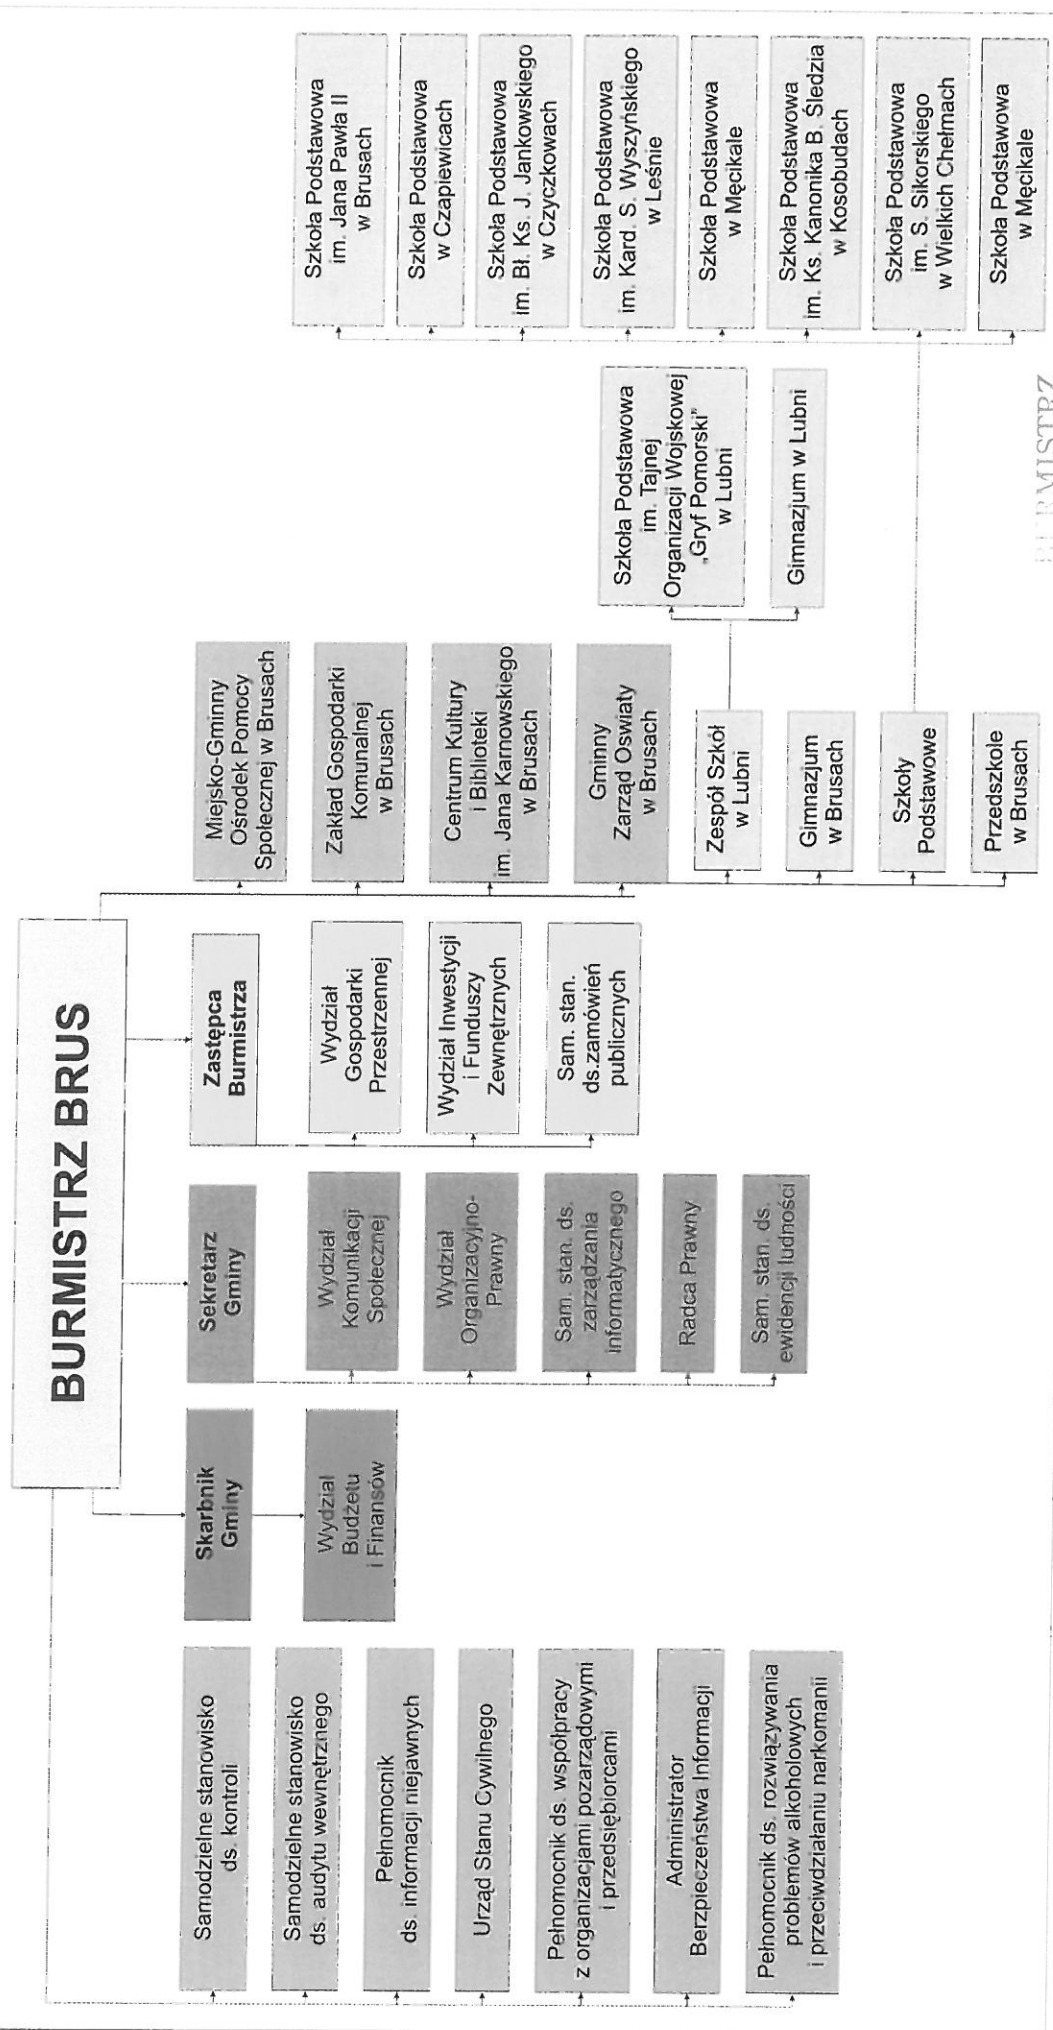 BURMISTRZ BRUS
Samodzielne stanowisko
ds. kontroli
Samodzielne stanowisko
ds. audytu wewnętrznego
Pełnomocnik
ds. informacji niejawnych
Urząd Stanu Cywilnego
Pełnomocnik ds. współpracy
z organizacjami pozarządowymi
i przedsiębiorcami
Administrator
Berzpieczeństwa Informacji
Pełnomocnik ds. rozwiązywania
problemów alkoholowych
i przeciwdziałaniu narkomanii
Skarbnik
Gminy
Wydział
Budżetu
i Finansów
Sekretarz
Gminy
Wydział
Komunikacji
Społecznej
Wydział
Organizacyjno-
Prawny
Sam. stan. ds.
zarządzania
informatycznego
Radca Prawny
Sam. stan. ds.
ewidencji ludności
Zastępca
Burmistrza
Wydział
Gospodarki
Przestrzennej
Wydział Inwestycji
i Funduszy
Zewnętrznych
Sam. stan.
ds.zamówień
publicznych
Miejsko-Gminny
Ośrodek Pomocy
Społecznej w Brusach
Zakład Gospodarki
Komunalnej
w Brusach
Centrum Kultury
i Biblioteki
im. Jana Karnowskiego
w Brusach
Gminny
Zarząd Oswiaty
w Brusach
Zespół Szkół
w Lubni
Gimnazjum
w Brusach
Szkoły
Podstawowe
Przedszkole
w Brusach
Szkoła Podstawowa
im. Tajnej
Organizacji Wojskowej
„Gryf Pomorski”
w Lubni
Gimnazjum w Lubni
Szkoła Podstawowa
im. Jana Pawła II
w Brusach
Szkoła Podstawowa
w Czapiewicach
Szkoła Podstawowa
im. Bł. Ks. J. Jankowskiego
w Czyczkowach
Szkoła Podstawowa
im. Kard. S. Wyszyńskiego
w Leśnie
Szkoła Podstawowa
w Męcikale
Szkoła Podstawowa
im. Ks. Kanonika B. Śledzia
w Kosobudach
Szkoła Podstawowa
im. S. Sikorskiego
w Wielkich Chełmach
Szkoła Podstawowa
w Męcikale
BURMISTRZ